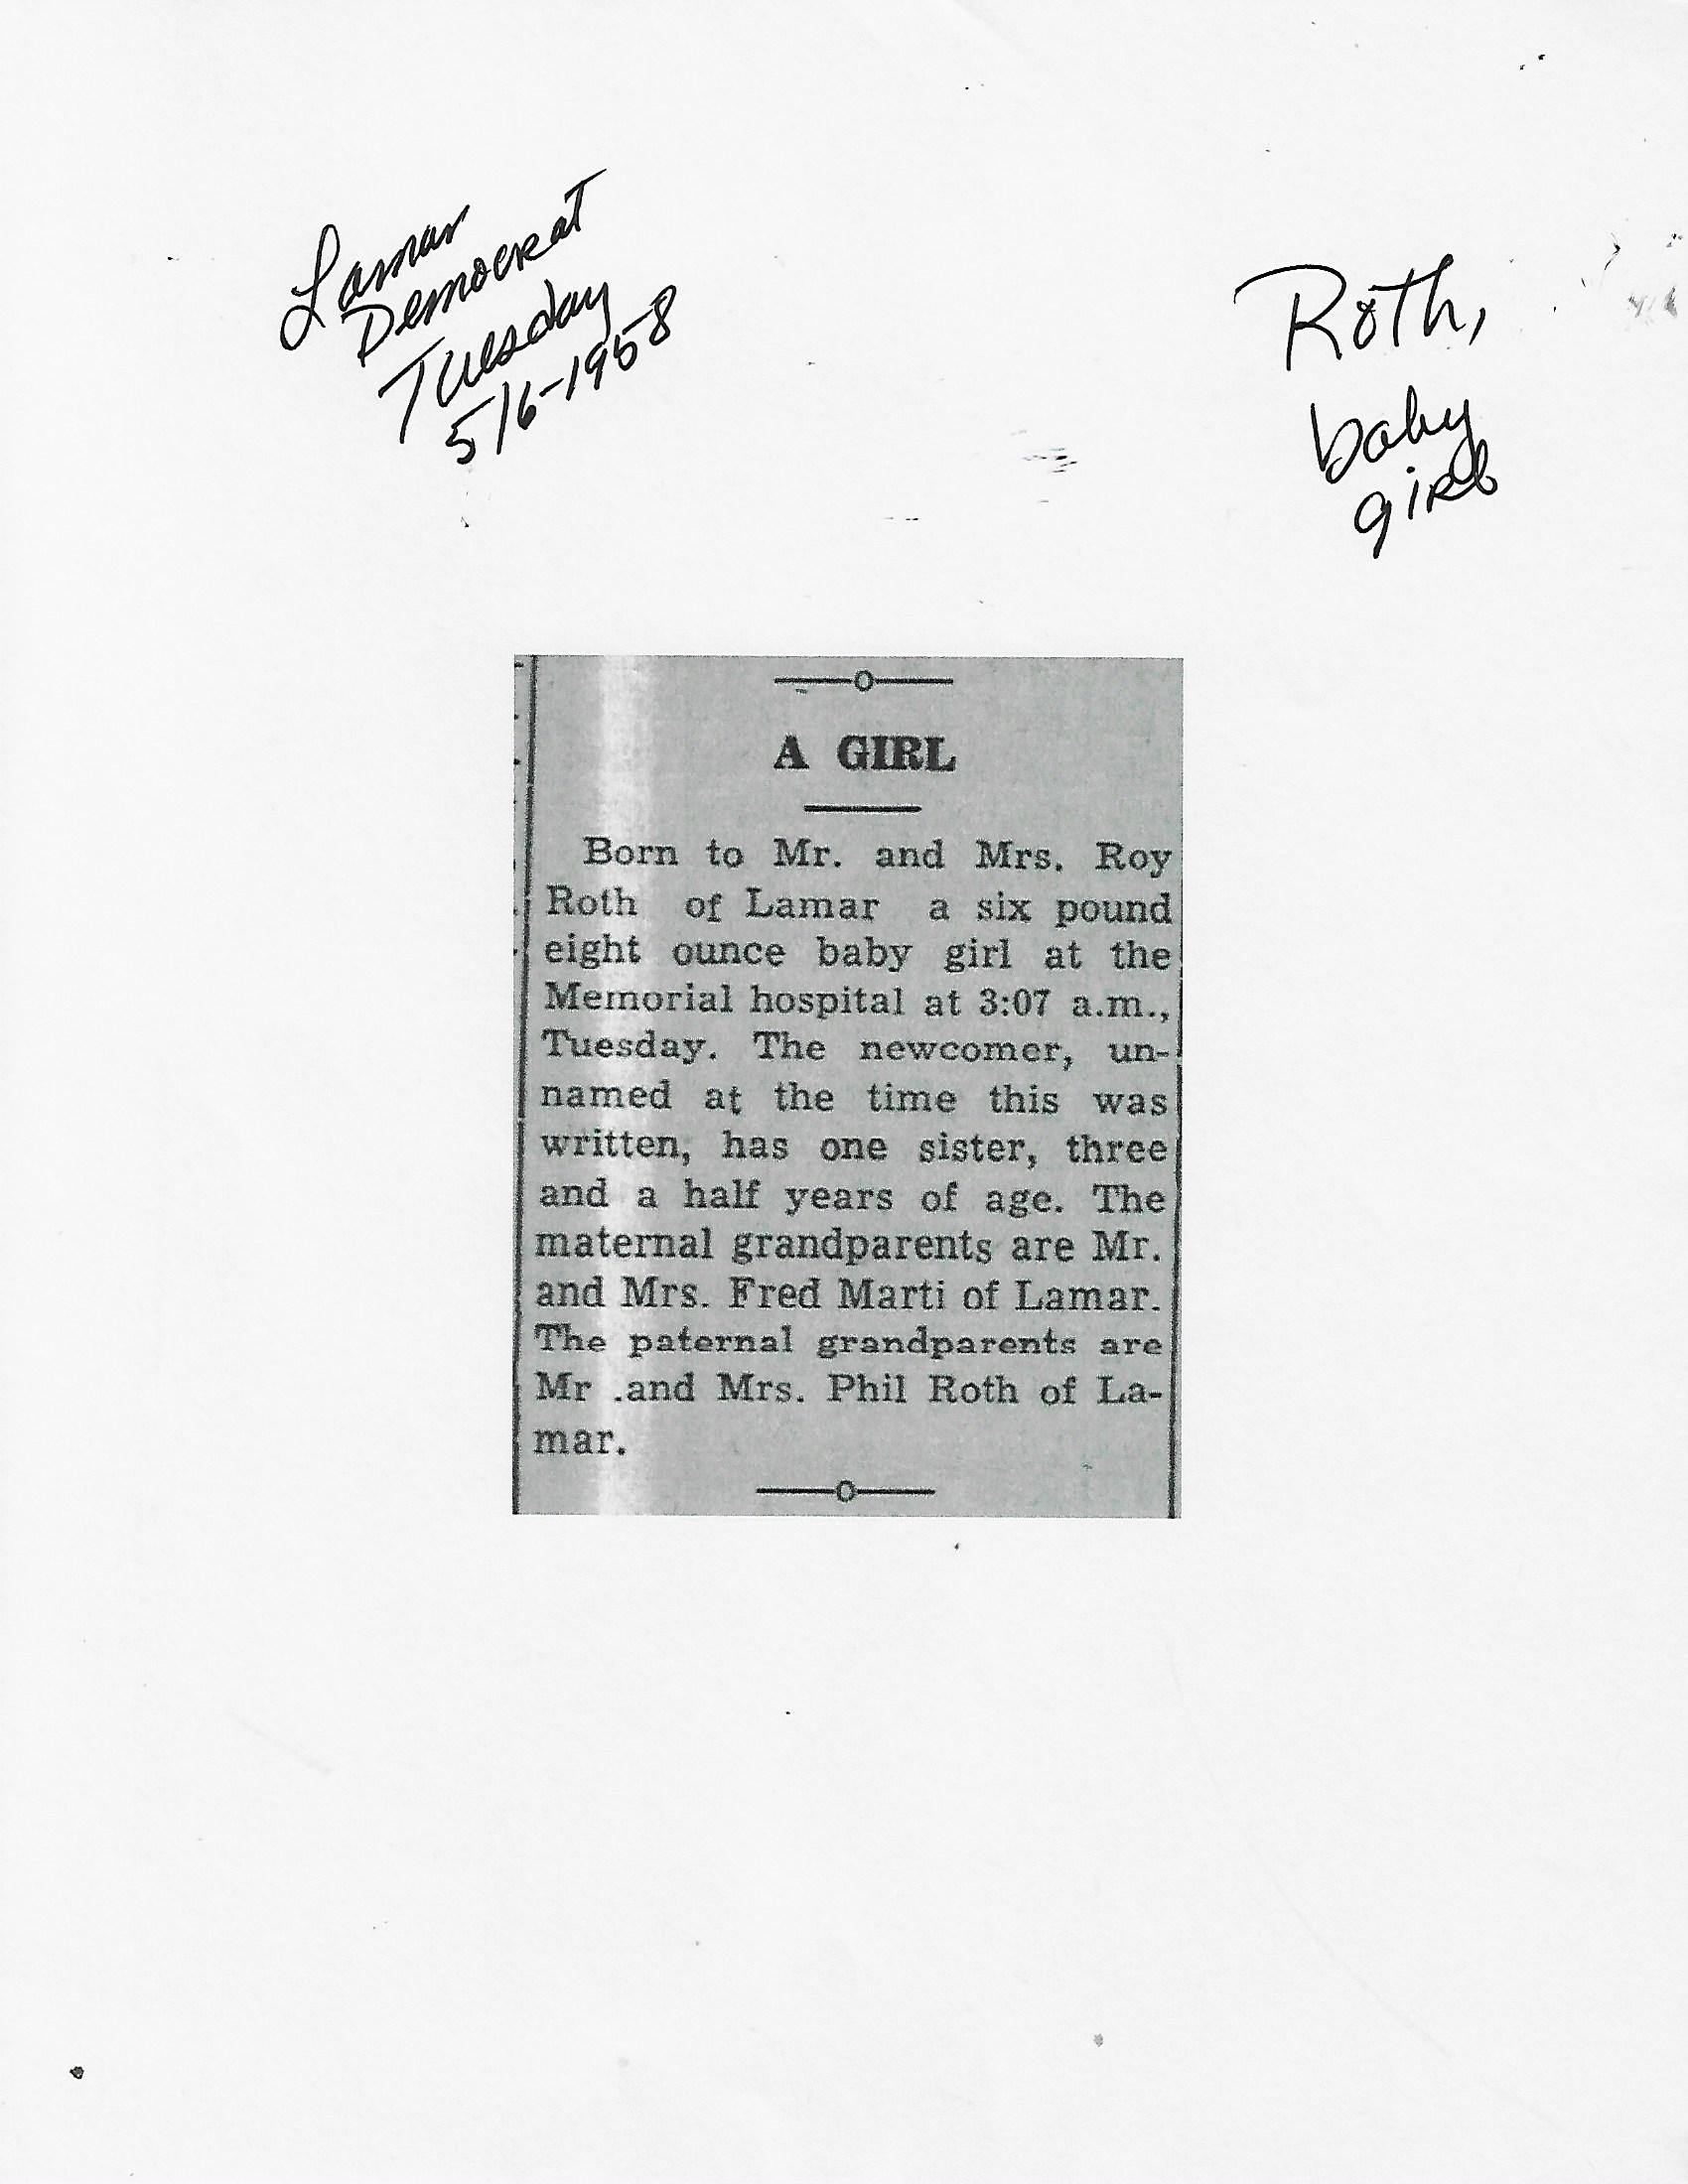 Lamar
Democrat
Tuesday
5/6-1958
Roth,
baby
girl
A GIRL
Born to Mr. and Mrs. Roy
Roth of Lamar a six pound
eight ounce baby girl at the
Memorial hospital at 3:07 a.m.,
Tuesday. The newcomer, un-
named at the time this was
written, has one sister, three
and a half years of age. The
maternal grandparents are Mr.
and Mrs. Fred Marti of Lamar.
The paternal grandparents are
Mr .and Mrs. Phil Roth of La-
mar.